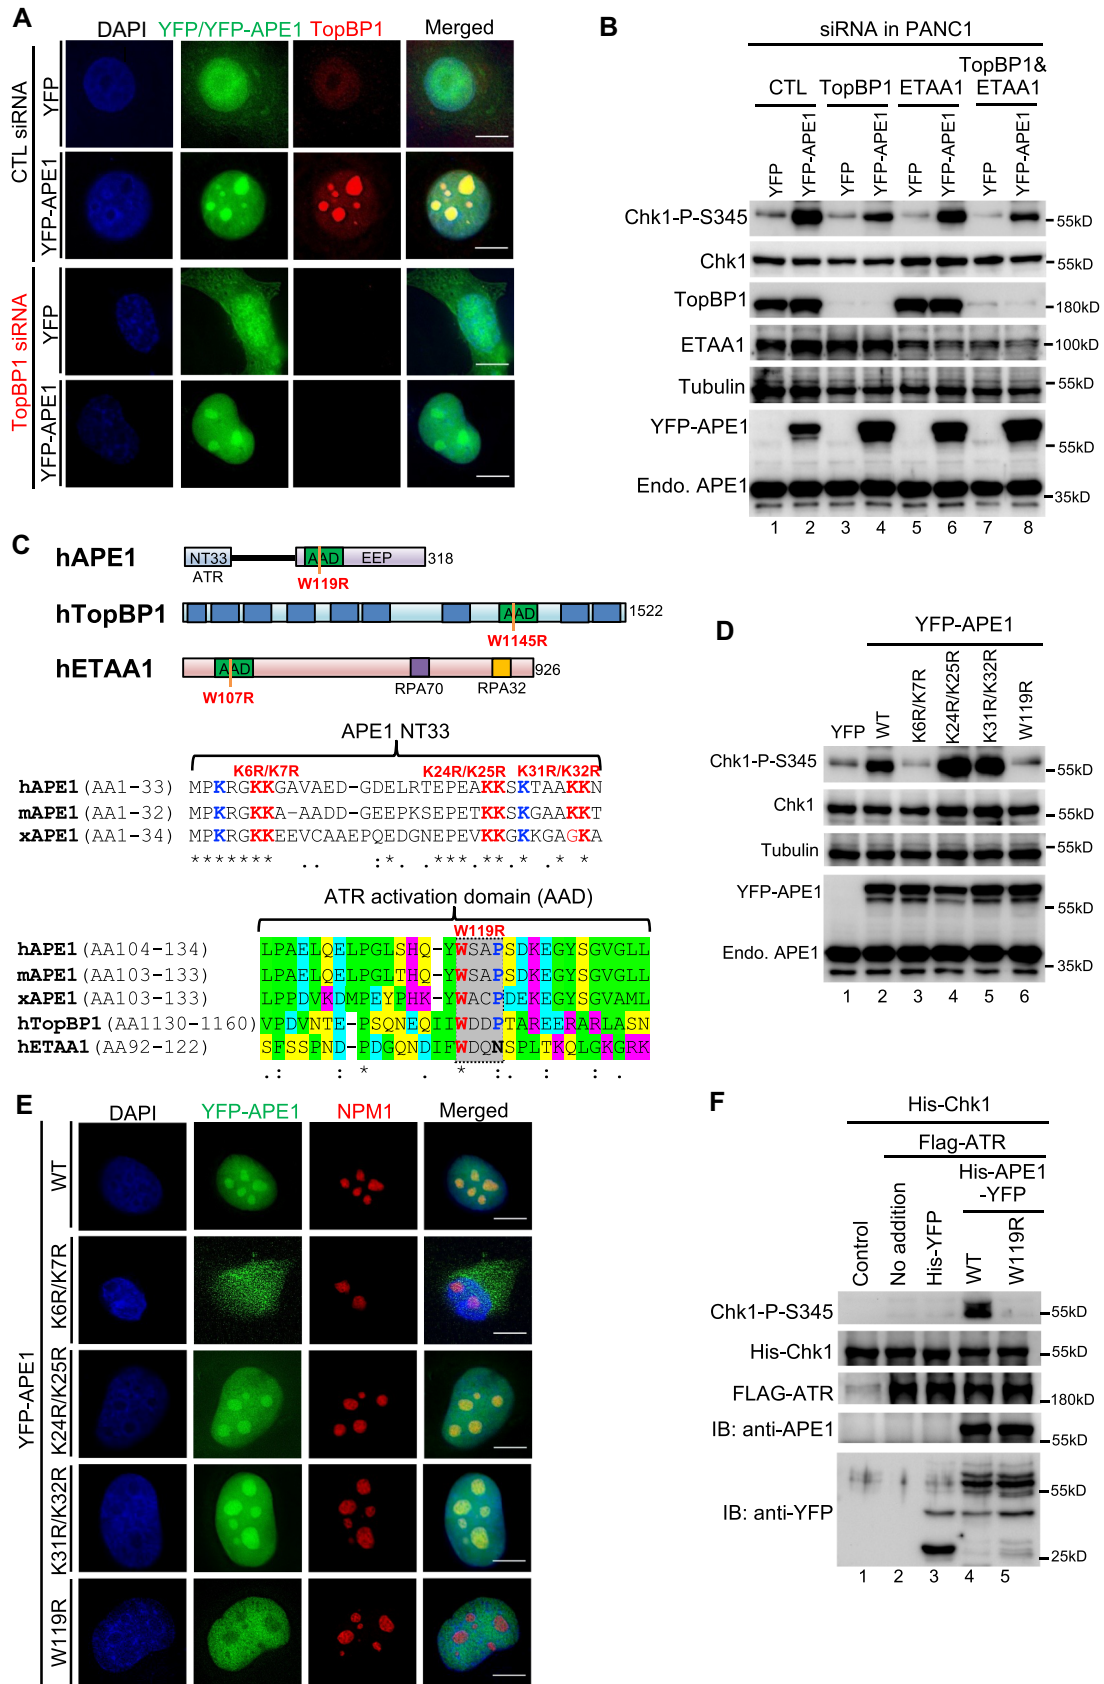 A
DAPI YFP/YFP-APE1 TopBP1 Merged
CTL siRNA
YFP
YFP-APE1
TopBP1 siRNA
YFP
YFP-APE1
B
siRNA in PANC1
CTL TopBP1 ETAA1 TopBP1& ETAA1
YFP YFP-APE1 YFP YFP-APE1 YFP YFP-APE1 YFP YFP-APE1
Chk1-P-S345 55kD
Chk1 55kD
TopBP1 180kD
ETAA1 100kD
Tubulin 55kD
YFP-APE1 55kD
Endo. APE1 35kD
1 2 3 4 5 6 7 8
C
hAPE1 NT33 AAD EEP 318
ATR
W119R
hTopBP1 AAD 1522
W1145R
hETAA1 AAD 926
W107R RPA70 RPA32
APE1 NT33
K6R/K7R K24R/K25R K31R/K32R
hAPE1 (AA1-33) MPKRGKKGAVAED-GDELRTEPEAKKSKTAAKKN
mAPE1 (AA1-33) MPKRGKKA-AADD-GEEPKSEPETKKSKGAAKKT
xAPE1 (AA1-34) MPKRGKKEEVCAAEPQEDGNEPEVKKGKKGAGKA
******* .. :* .*** .**.* * *
ATR activation domain (AAD)
W119R
hAPE1 (AA104-134) LPAELQELPGLSHQ-YWSAPSDKEGYSGVGLL
mAPE1 (AA103-133) LPAELQELPGLTHQ-YWSAPSDKEGYSGVGLL
xAPE1 (AA103-133) LPPDVKDMPEYPHK-YWACPDEKEGYSGVAML
hTopBP1 (AA1130-1160) VPDVNTE-PSQNEQIIWDDPTAREERARLASN
hETAA1 (AA92-122) SFSSPND-PDGQNDIFWDQNSPLTKQLGKGRK
.: . * . * :. : : .
D
YFP-APE1
YFP WT K6R/K7R K24R/K25R K31R/K32R W119R
Chk1-P-S345 55kD
Chk1 55kD
Tubulin 55kD
YFP-APE1 55kD
Endo. APE1 35kD
1 2 3 4 5 6
E
DAPI YFP-APE1 NPM1 Merged
YFP-APE1
WT
K6R/K7R
K24R/K25R
K31R/K32R
W119R
F
His-Chk1
Flag-ATR
His-APE1 -YFP
Control No addition His-YFP WT W119R
Chk1-P-S345 55kD
His-Chk1 55kD
FLAG-ATR 180kD
IB: anti-APE1 55kD
IB: anti-YFP 55kD
25kD
1 2 3 4 5